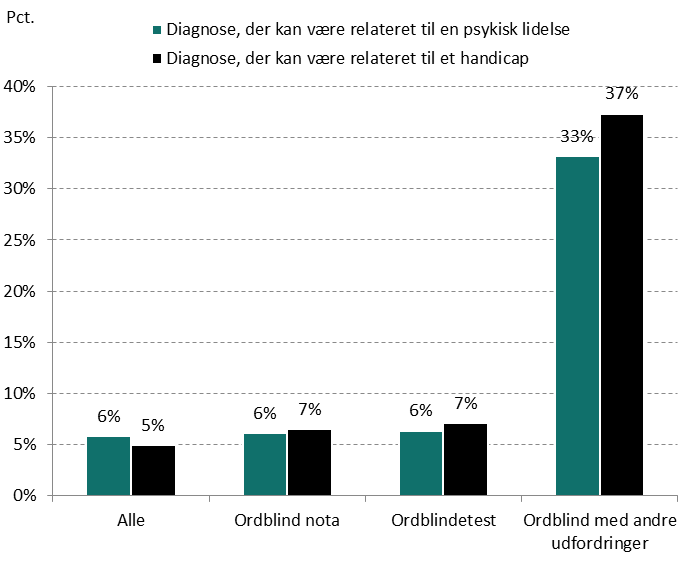 Pct.
Diagnose, der kan være relateret til en psykisk lidelse
Diagnose, der kan være relateret til et handicap
40%
35%
30%
25%
20%
15%
10%
5%
0%
6%
5%
6%
7%
6%
7%
33%
37%
Alle
Ordblind nota
Ordblindetest
Ordblind med andre
udfordringer